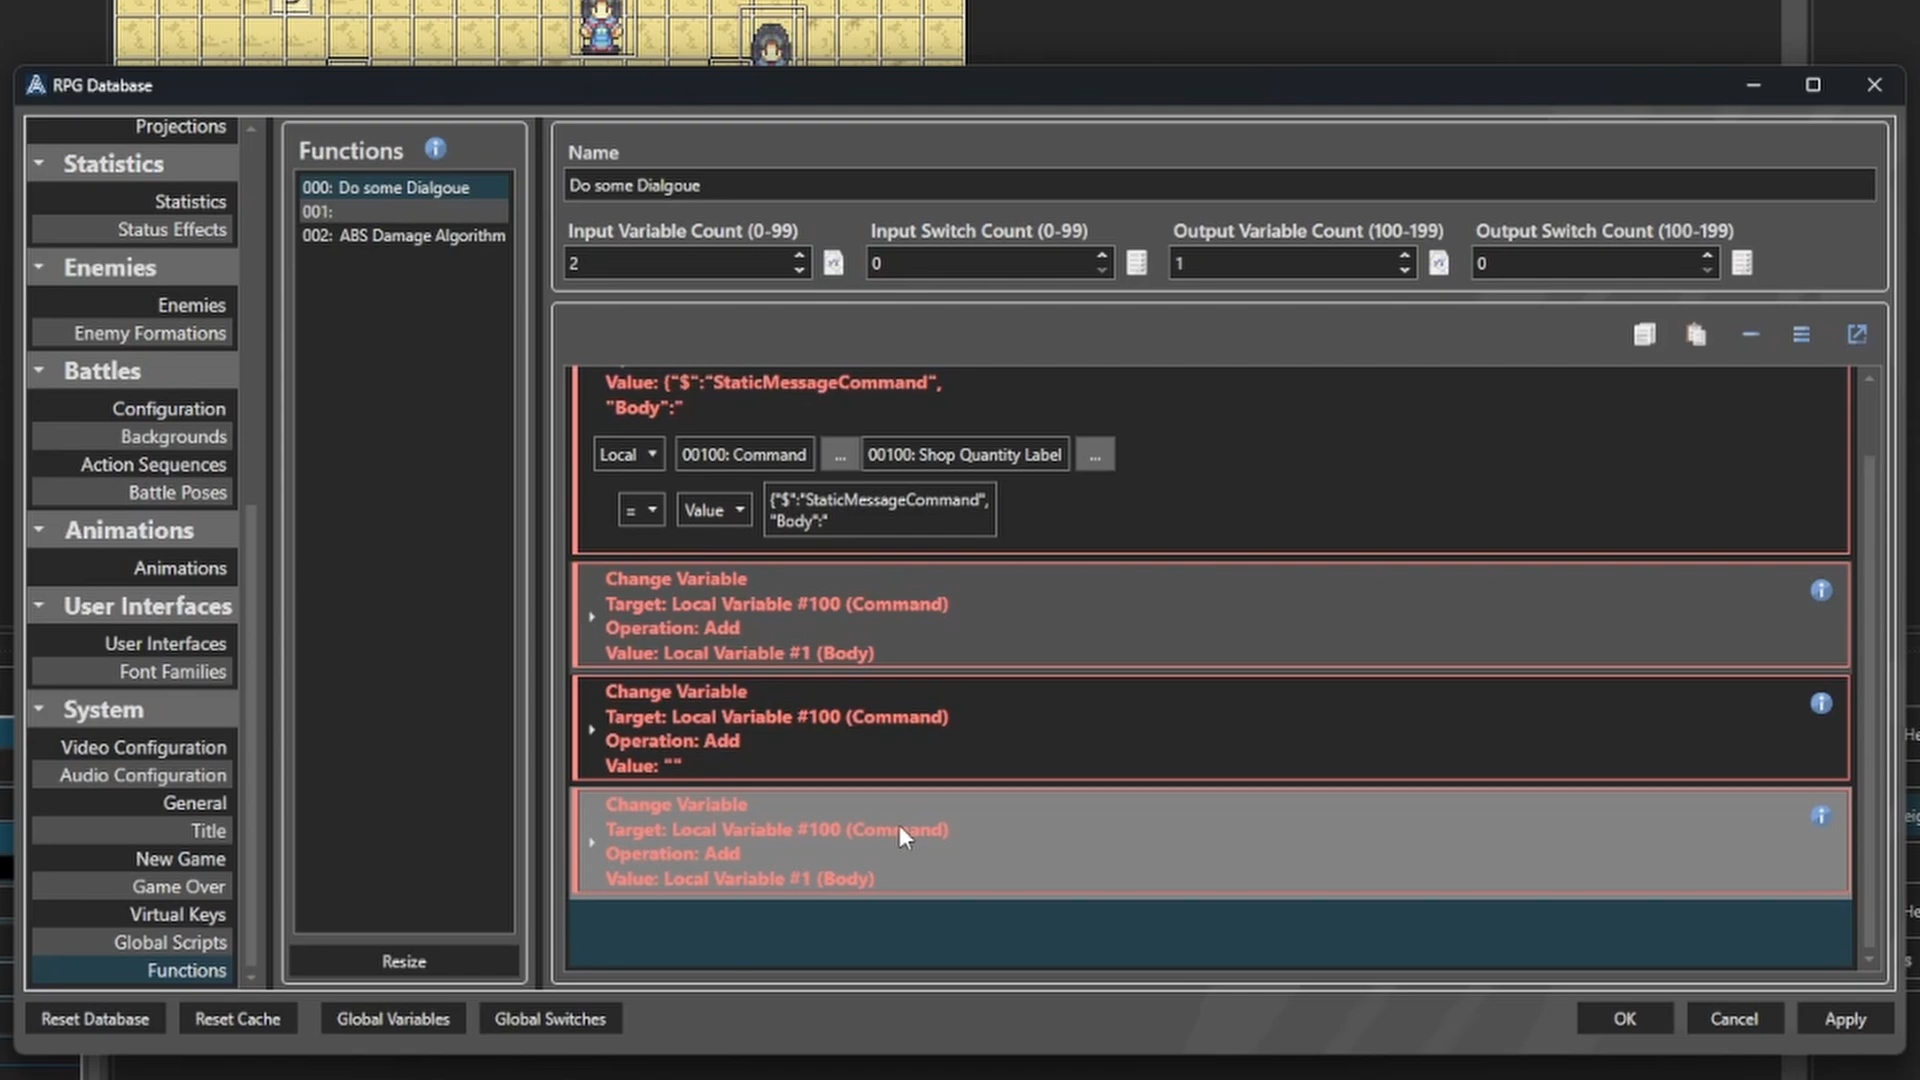 RPG Database
Projections
Statistics
Statistics
Status Effects
Enemies
Enemies
Enemy Formations
Battles
Configuration
Backgrounds
Action Sequences
Battle Poses
Animations
Animations
User Interfaces
User Interfaces
Font Families
System
Video Configuration
Audio Configuration
General
Title
New Game
Game Over
Virtual Keys
Global Scripts
Functions
Functions
000: Do some Dialgoue
001:
002: ABS Damage Algorithm
Resize
Name
Do some Dialgoue
Input Variable Count (0-99) Input Switch Count (0-99) Output Variable Count (100-199) Output Switch Count (100-199)
2 0 1 0
Value: {"$":"StaticMessageCommand",
"Body":"
Local 00100: Command ... 00100: Shop Quantity Label ...
= Value {"$":"StaticMessageCommand",
"Body":"
Change Variable
Target: Local Variable #100 (Command)
Operation: Add
Value: Local Variable #1 (Body)
Change Variable
Target: Local Variable #100 (Command)
Operation: Add
Value: ""
Change Variable
Target: Local Variable #100 (Command)
Operation: Add
Value: Local Variable #1 (Body)
Reset Database Reset Cache Global Variables Global Switches OK Cancel Apply